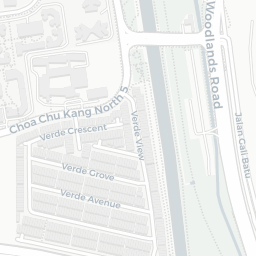 Woodlands Road
Choa Chu Kang North 5
Verde Crescent
Verde View
Jalan Gali Batu
Verde Grove
Verde Avenue